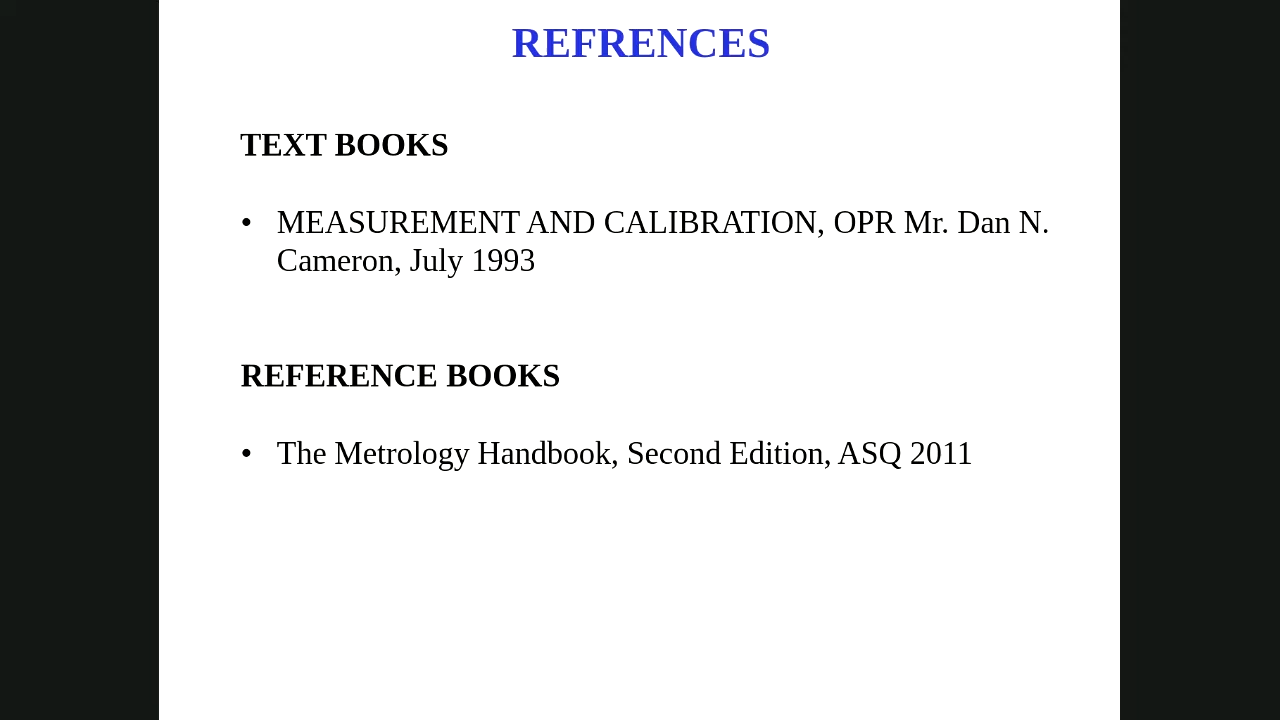 REFRENCES
TEXT BOOKS
• MEASUREMENT AND CALIBRATION, OPR Mr. Dan N.
Cameron, July 1993
REFERENCE BOOKS
• The Metrology Handbook, Second Edition, ASQ 2011